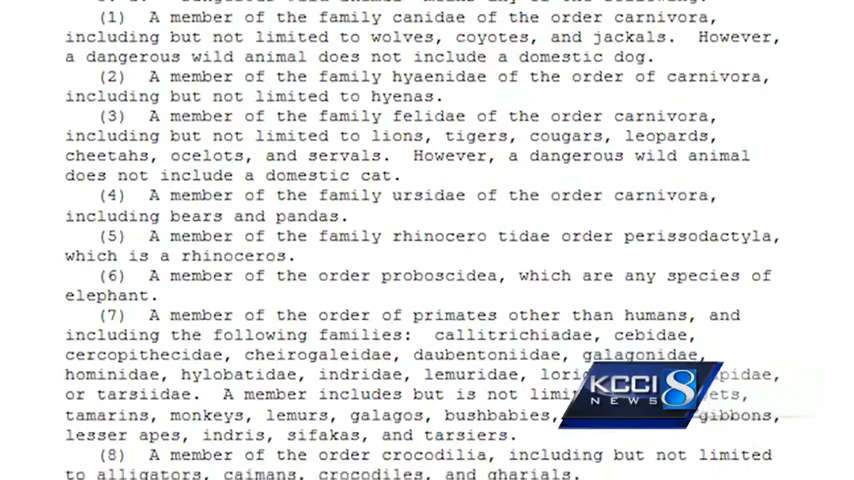 (1) A member of the family canidae of the order carnivora,
including but not limited to wolves, coyotes, and jackals. However,
a dangerous wild animal does not include a domestic dog.
(2) A member of the family hyaenidae of the order of carnivora,
including but not limited to hyenas.
(3) A member of the family felidae of the order carnivora,
including but not limited to lions, tigers, cougars, leopards,
cheetahs, ocelots, and servals. However, a dangerous wild animal
does not include a domestic cat.
(4) A member of the family ursidae of the order carnivora,
including bears and pandas.
(5) A member of the family rhinocero tidae order perissodactyla,
which is a rhinoceros.
(6) A member of the order proboscidea, which are any species of
elephant.
(7) A member of the order of primates other than humans, and
including the following families: callitrichiadae, cebidae,
cercopithecidae, cheirogaleidae, daubentoniidae, galagonidae,
hominidae, hylobatidae, indridae, lemuridae,
or tarsiidae. A member includes but is not
tamarins, monkeys, lemurs, galagos, bushbabies, gibbons,
lesser apes, indris, sifakas, and tarsiers.
(8) A member of the order crocodilia, including but not limited
to alligators, caimans, crocodiles, and gharials.
KCCI 8
NEWS